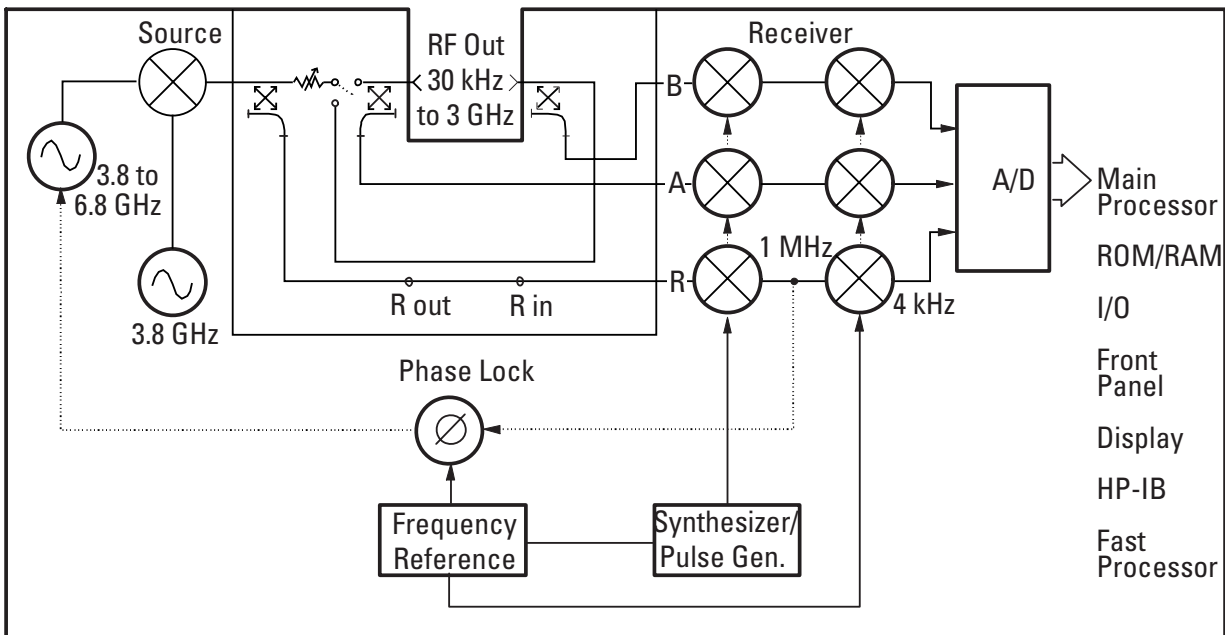 Source
RF Out
30 kHz
to 3 GHz
Receiver
B
3.8 to
6.8 GHz
A
A/D
Main
Processor
1 MHz
ROM/RAM
R
R out
R in
4 kHz
3.8 GHz
I/O
Phase Lock
Front
Panel
Display
HP-IB
Frequency
Reference
Synthesizer/
Pulse Gen.
Fast
Processor